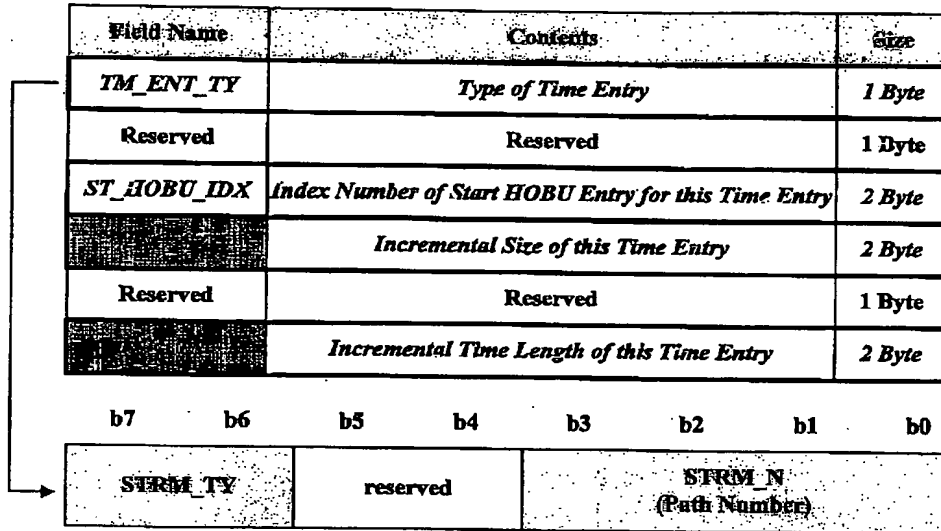 Field Name Contents Size
TM_ENT_TY Type of Time Entry 1 Byte
Reserved Reserved 1 Byte
ST_HOBU_IDX Index Number of Start HOBU Entry for this Time Entry 2 Byte
Incremental Size of this Time Entry 2 Byte
Reserved Reserved 1 Byte
Incremental Time Length of this Time Entry 2 Byte
b7 b6 b5 b4 b3 b2 b1 b0
STRM_TY reserved STRM_N
(Path Number)